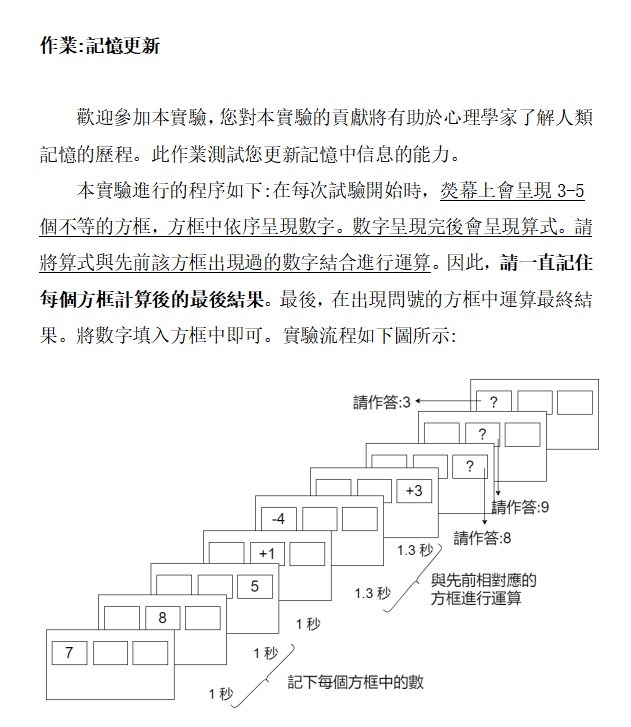 作業:記憶更新
歡迎參加本實驗,您對本實驗的貢獻將有助於心理學家了解人類
記憶的歷程。此作業測試您更新記憶中信息的能力。
本實驗進行的程序如下:在每次試驗開始時,熒幕上會呈現 3-5
個不等的方框,方框中依序呈現數字。數字呈現完後會呈現算式。請
將算式與先前該方框出現過的數字結合進行運算。因此,請一直記住
每個方框計算後的最後結果。最後,在出現問號的方框中運算最終結
果。將數字填入方框中即可。實驗流程如下圖所示:
請作答:3
?
?
?
+3
請作答:9
-4
請作答:8
1.3 秒
+1
與先前相對應的
方框進行運算
5
1.3 秒
8
1 秒
7
1 秒
記下每個方框中的數
1 秒